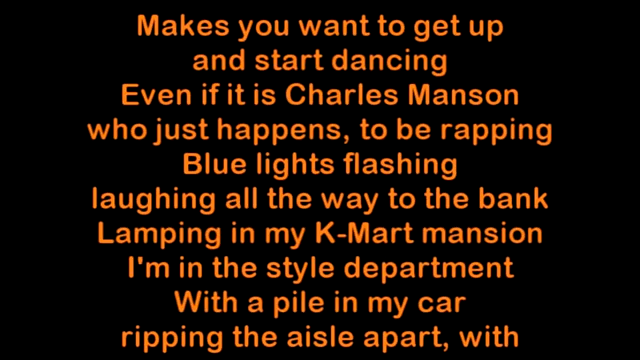 Makes you want to get up
and start dancing
Even if it is Charles Manson
who just happens, to be rapping
Blue lights flashing
laughing all the way to the bank
Lamping in my K-Mart mansion
I'm in the style department
With a pile in my car
ripping the aisle apart, with